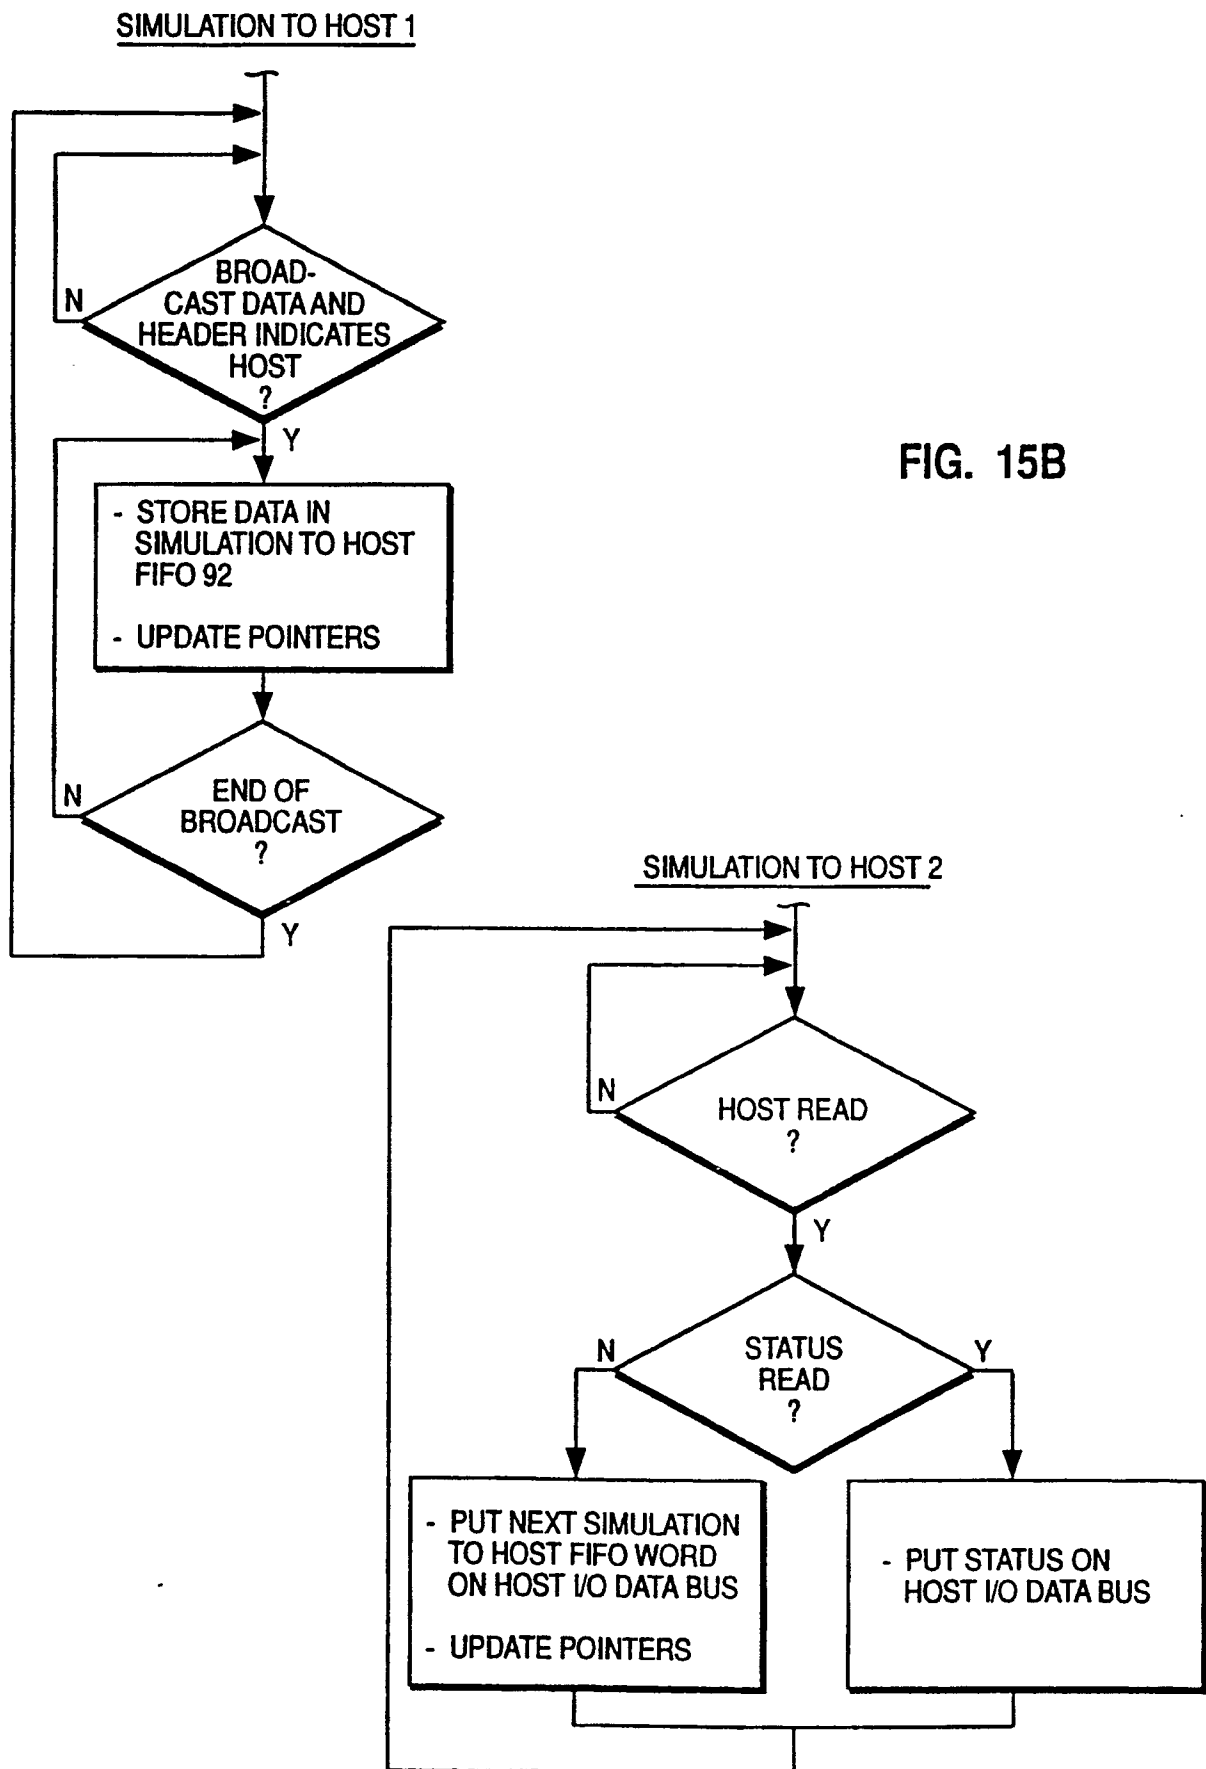 SIMULATION TO HOST 1
BROAD-
CAST DATA AND
HEADER INDICATES
HOST
?
N
Y
- STORE DATA IN
SIMULATION TO HOST
FIFO 92
- UPDATE POINTERS
END OF
BROADCAST
?
N
Y
FIG. 15B
SIMULATION TO HOST 2
HOST READ
?
N
Y
STATUS
READ
?
N
Y
- PUT NEXT SIMULATION
TO HOST FIFO WORD
ON HOST I/O DATA BUS
- UPDATE POINTERS
- PUT STATUS ON
HOST I/O DATA BUS